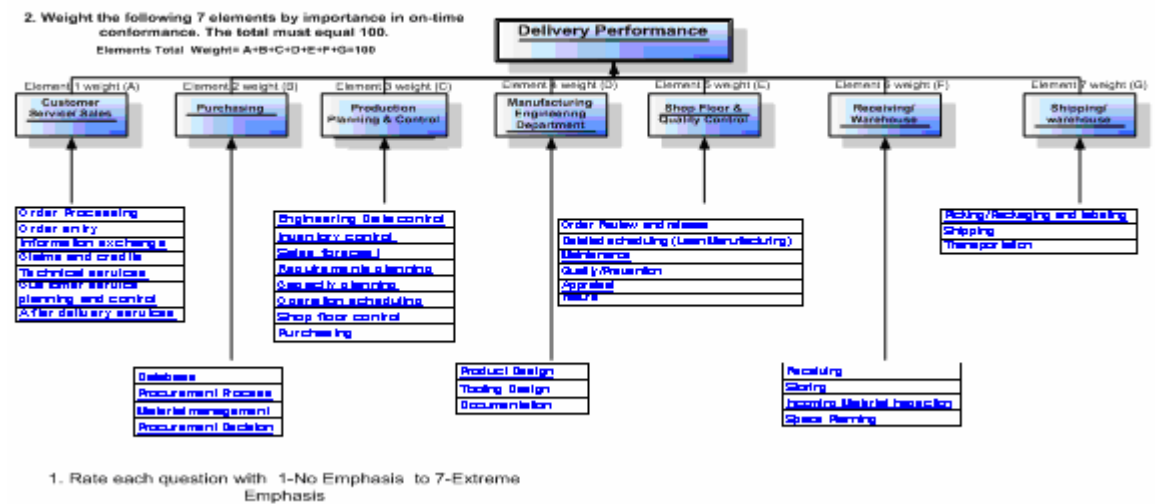 2. Weight the following 7 elements by importance in on-time
conformance. The total must equal 100.
Elements Total Weight= A+B+C+D+E+F+G=100
Delivery Performance
Element 1 weight (A)
Element 2 weight (B)
Element 3 weight (C)
Element 4 weight (D)
Element 5 weight (E)
Element 6 weight (F)
Element 7 weight (G)
Customer
Service/ Sales
Purchasing
Production
Planning & Control
Manufacturing
Engineering
Department
Shop Floor &
Quality Control
Receiving/
Warehouse
Shipping/
warehouse
Order Processing
Order entry
Information exchange
Claims and credits
Technical services
Customer service
planning and control
After delivery services
Engineering Data control
Inventory control
Sales forecast
Requirements planning
Capacity planning
Operation scheduling
Shop floor control
Purchasing
Order Review and release
Detailed scheduling (Lean Manufacturing)
Maintenance
Quality/Prevention
Appraisal
Picking/Packaging and labeling
Shipping
Transportation
Database
Procurement Process
Material management
Procurement Decision
Product Design
Tooling Design
Documentation
Receiving
Storing
Incoming Material Inspection
Space Planning
1. Rate each question with 1-No Emphasis to 7-Extreme
Emphasis